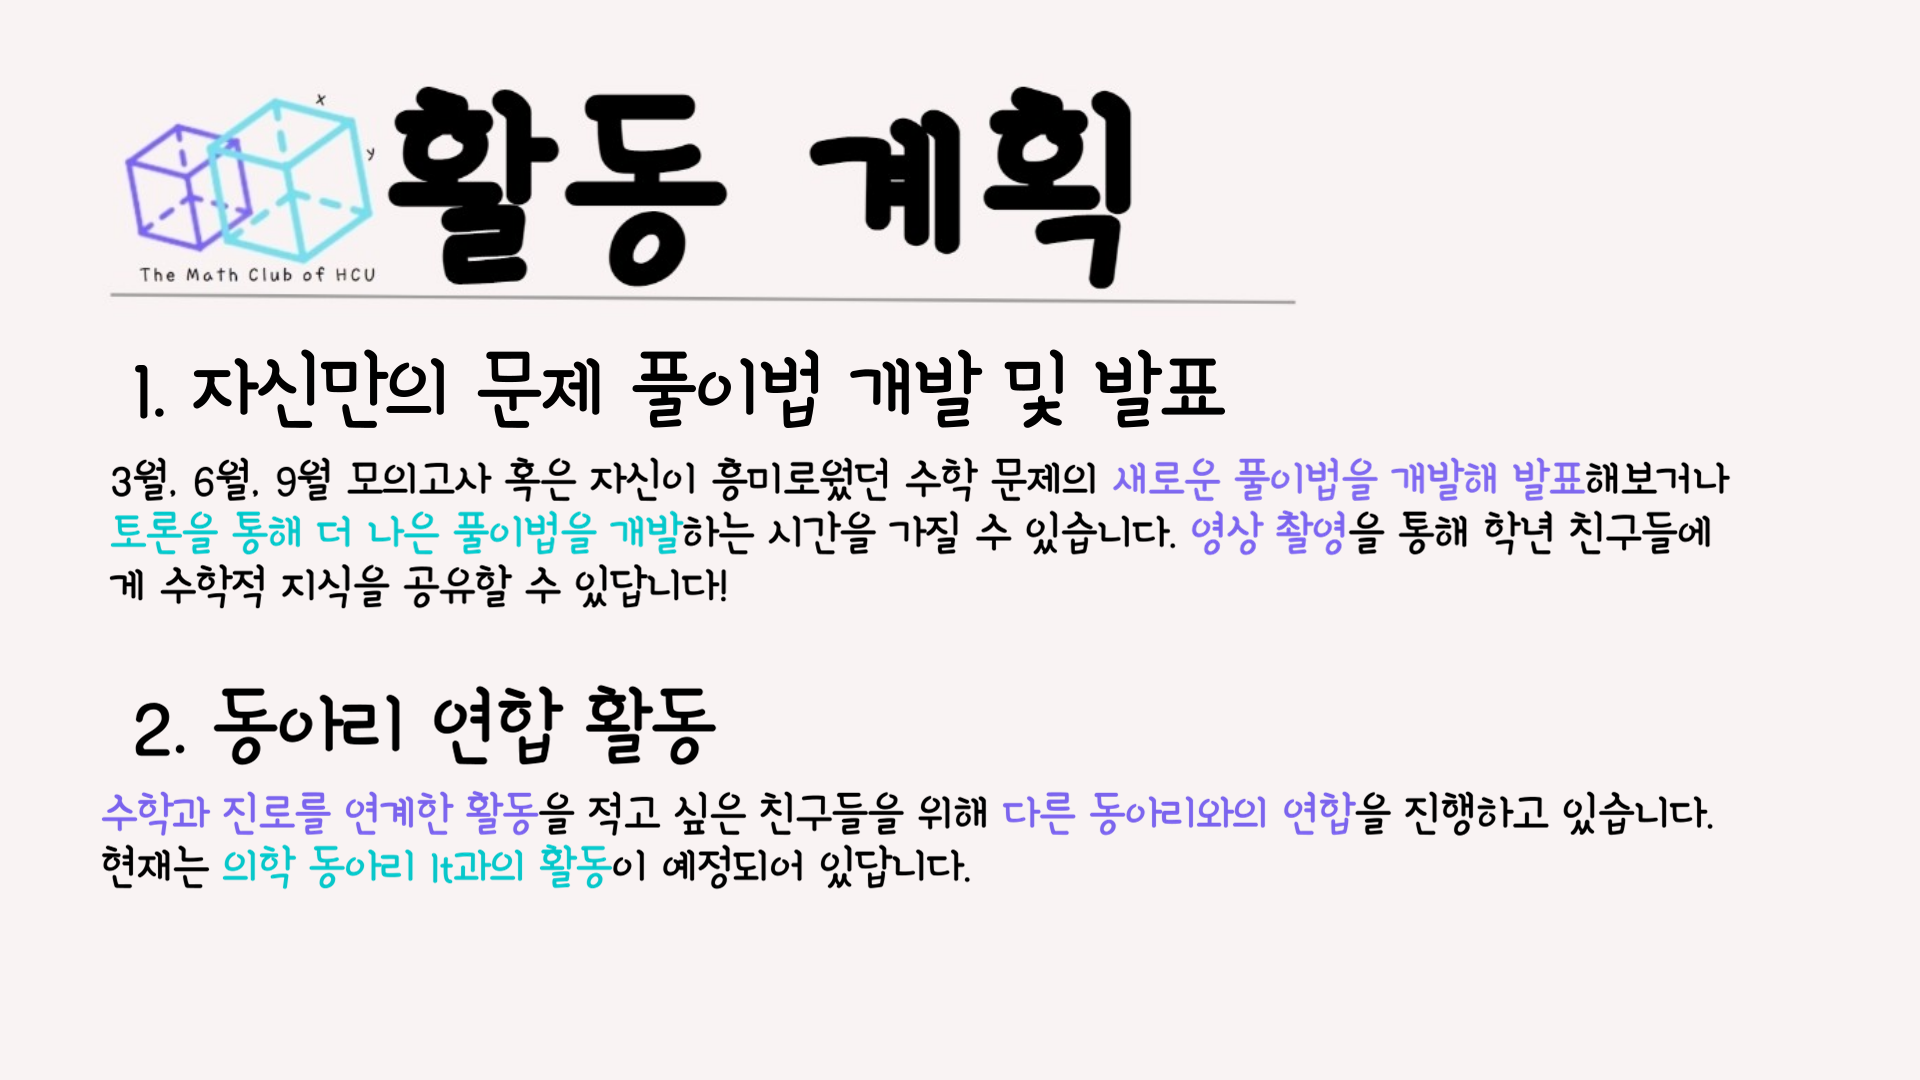 x
y
The Math Club of HCU
활동 계획
1. 자신만의 문제 풀이법 개발 및 발표
3월, 6월, 9월 모의고사 혹은 자신이 흥미로웠던 수학 문제의 새로운 풀이법을 개발해 발표해보거나
토론을 통해 더 나은 풀이법을 개발하는 시간을 가질 수 있습니다. 영상 촬영을 통해 학년 친구들에
게 수학적 지식을 공유할 수 있답니다!
2. 동아리 연합 활동
수학과 진로를 연계한 활동을 적고 싶은 친구들을 위해 다른 동아리와의 연합을 진행하고 있습니다.
현재는 의학 동아리 It과의 활동이 예정되어 있답니다.